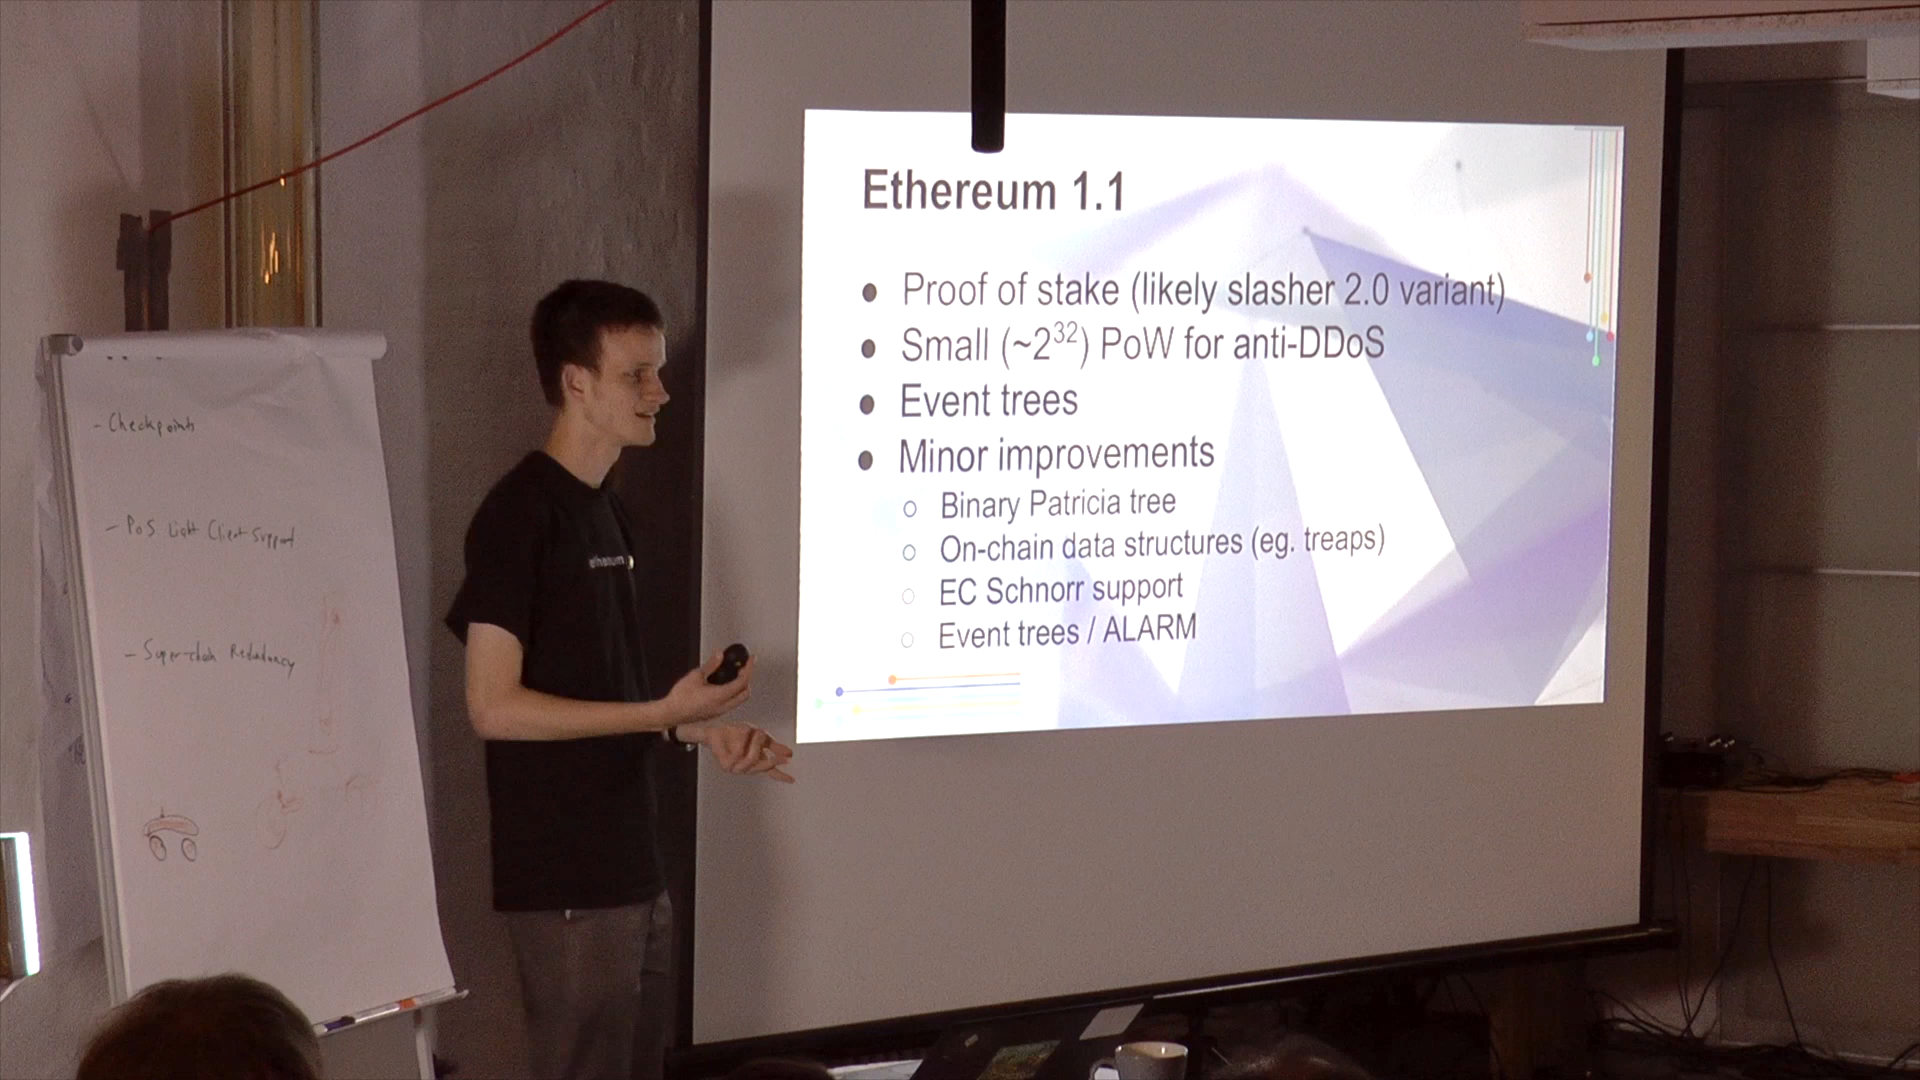 Ethereum 1.1
● Proof of stake (likely slasher 2.0 variant)
● Small (~2³²) PoW for anti-DDoS
● Event trees
● Minor improvements
○ Binary Patricia tree
○ On-chain data structures (eg. treaps)
○ EC Schnorr support
○ Event trees / ALARM
- Checkpoints
- PoS Light Client Support
- Super-chain Redundancy
ethereum